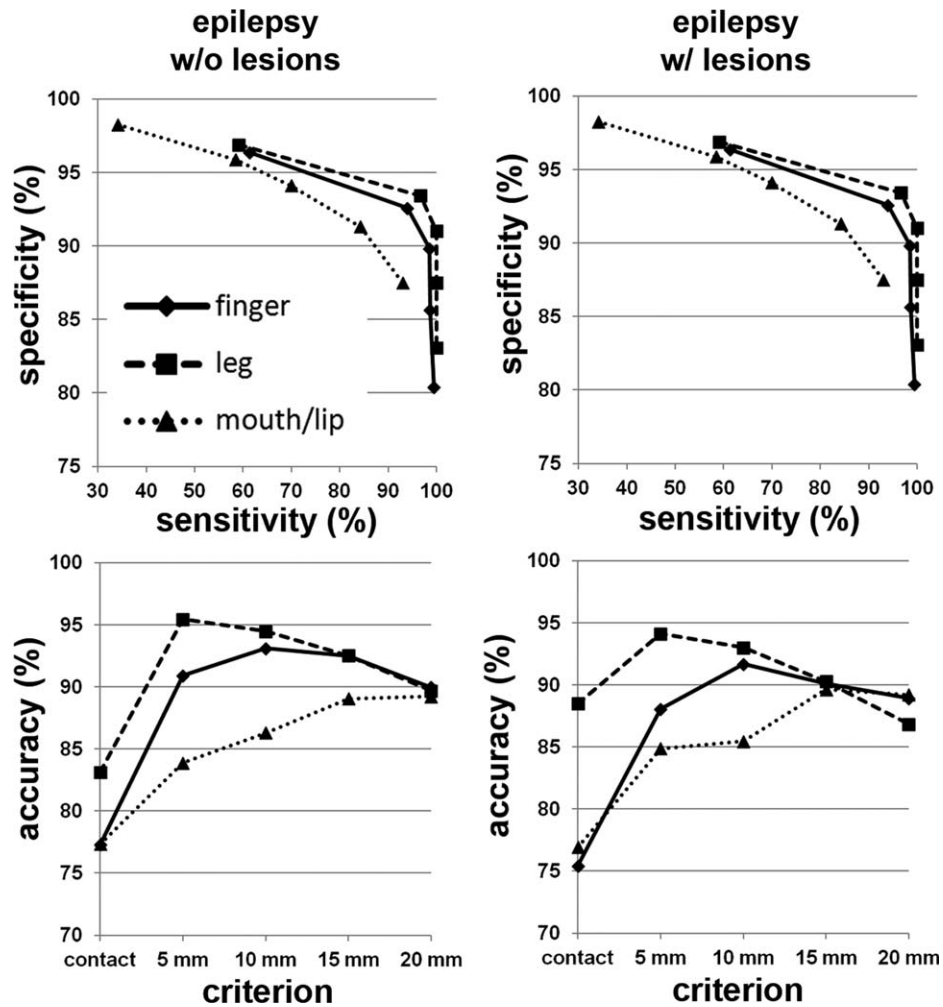 epilepsy
w/o lesions
epilepsy
w/ lesions
specificity (%)
100
95
90
85
80
75
finger
leg
mouth/lip
30 40 50 60 70 80 90 100
sensitivity (%)
specificity (%)
100
95
90
85
80
75
30 40 50 60 70 80 90 100
sensitivity (%)
accuracy (%)
100
95
90
85
80
75
70
contact 5 mm 10 mm 15 mm 20 mm
criterion
accuracy (%)
100
95
90
85
80
75
70
contact 5 mm 10 mm 15 mm 20 mm
criterion